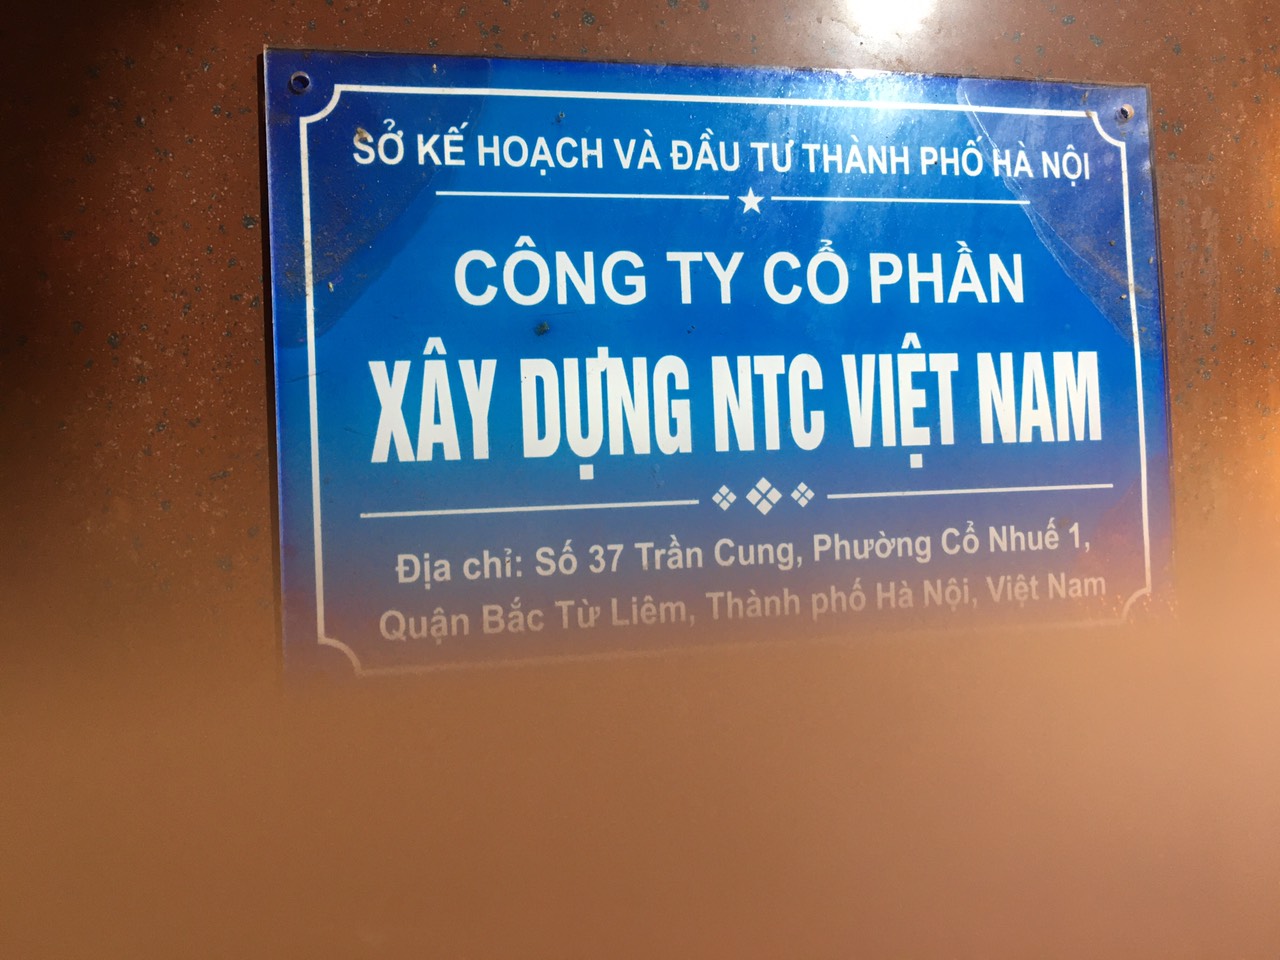 SỞ KẾ HOẠCH VÀ ĐẦU TƯ THÀNH PHỐ HÀ NỘI
CÔNG TY CỔ PHẦN
XÂY DỰNG NTC VIỆT NAM
Địa chỉ: Số 37 Trần Cung, Phường Cổ Nhuế 1,
Quận Bắc Từ Liêm, Thành phố Hà Nội, Việt Nam